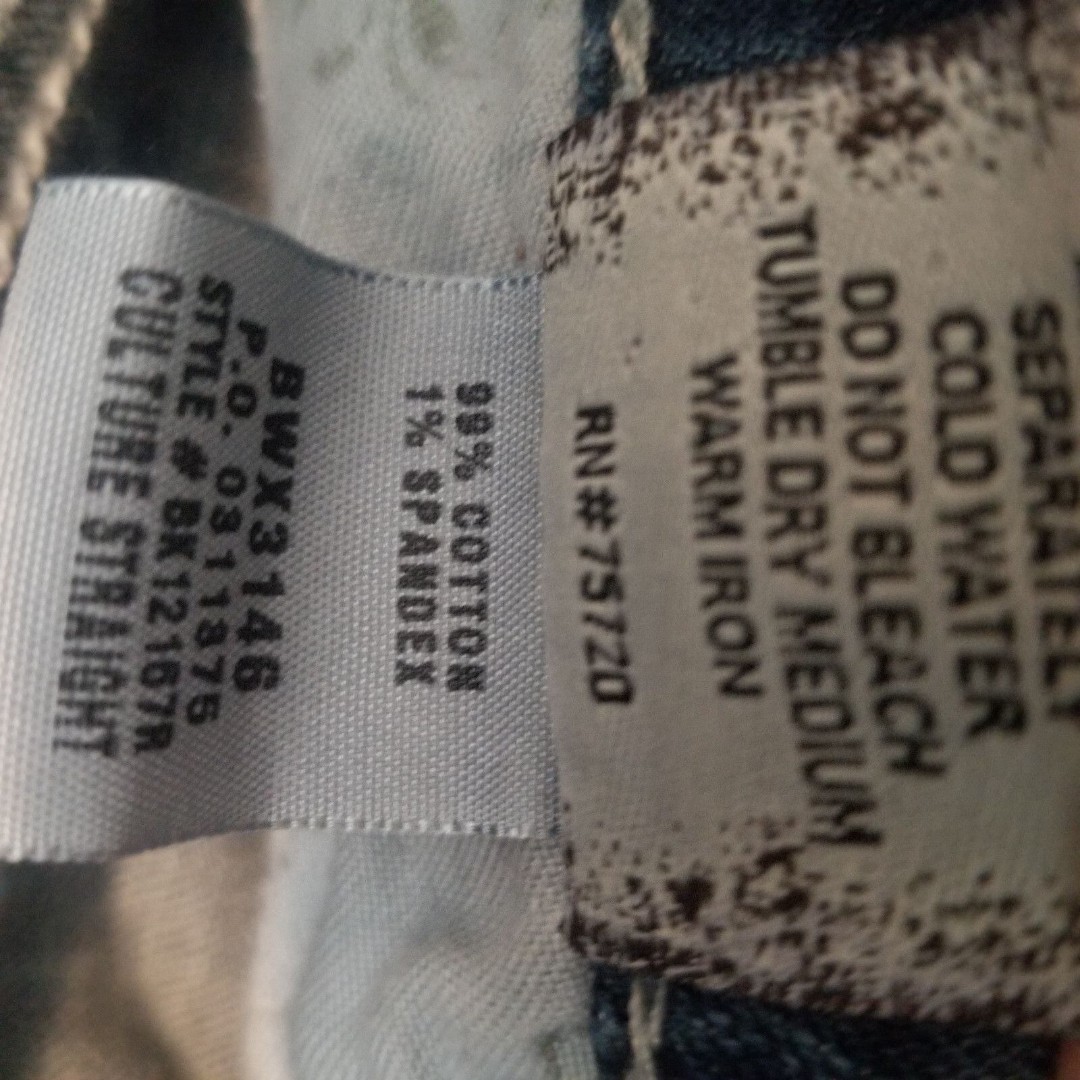 SEPARATELY
COLD WATER
DO NOT BLEACH
TUMBLE DRY MEDIUM
WARM IRON
RN#75720
99% COTTON
1% SPANDEX
BWX3146
P.O. 0311875
STYLE # BK12167R
CULTURE STRAIGHT